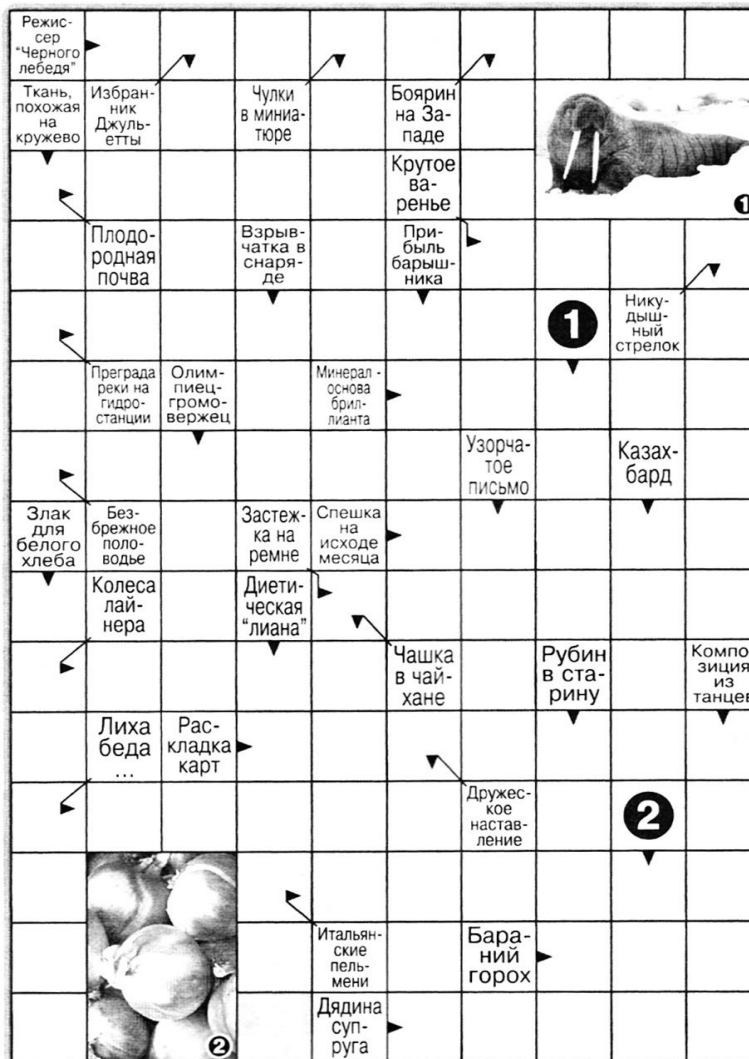 Режис-
сер
"Черного
лебедя"
Ткань,
похожая
на
кружево
Избран-
ник
Джуль-
етты
Чулки
в миниа-
тюре
Боярин
на За-
паде
1
Крутое
ва-
ренье
Плодо-
родная
почва
Взрыв-
чатка в
снаря-
де
При-
быль
барыш-
ника
1
Нику-
дыш-
ный
стрелок
Преграда
реки на
гидро-
станции
Олим-
пиец-
громо-
вержец
Минерал -
основа
брил-
лианта
Узорча-
тое
письмо
Казах-
бард
Злак
для
белого
хлеба
Без-
брежное
поло-
водье
Застеж-
ка на
ремне
Спешка
на
исходе
месяца
Колеса
лай-
нера
Диети-
ческая
"лиана"
Чашка
в чай-
хане
Рубин
в ста-
рину
Компо-
зиция
из
танцев
Лиха
беда
...
Рас-
кладка
карт
Дружес-
кое
настав-
ление
2
2
Итальян-
ские
пель-
мени
Бара-
ний
горох
Дядина
суп-
руга